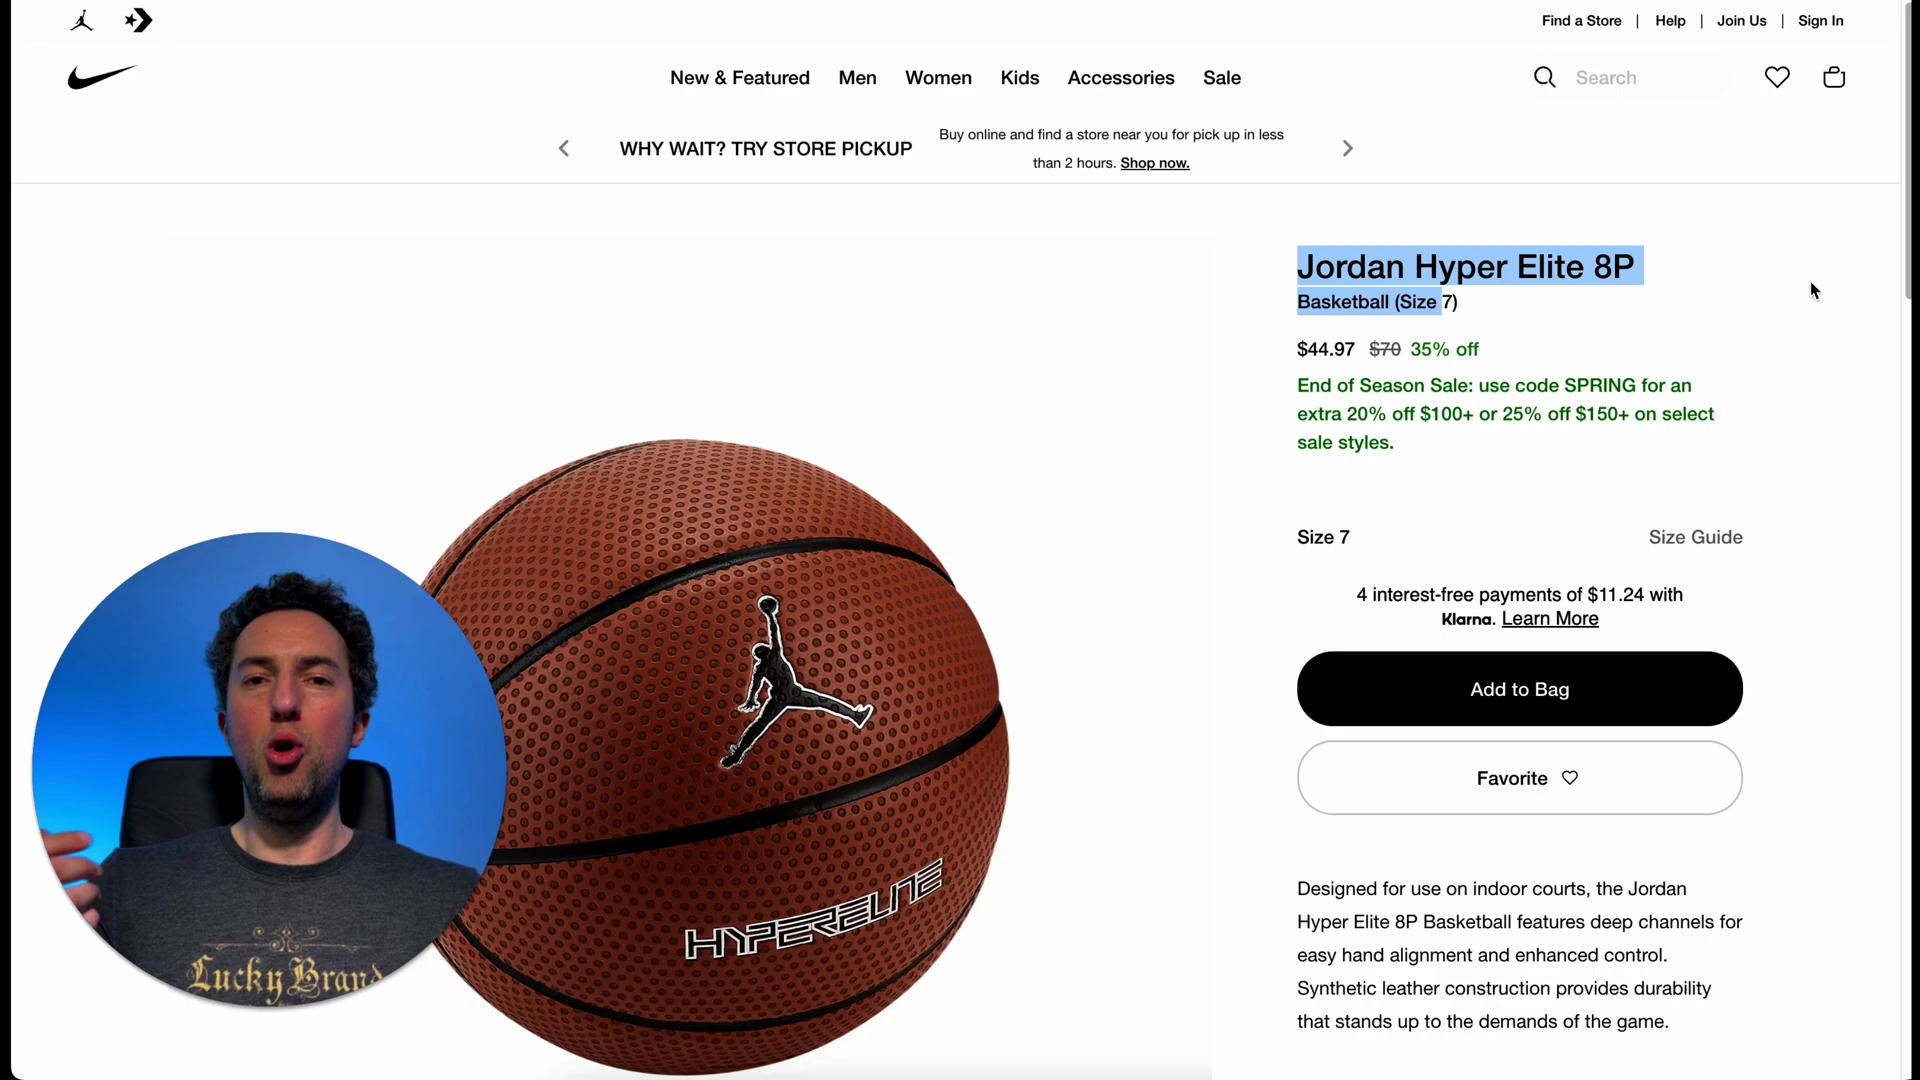 Find a Store | Help | Join Us | Sign In
New & Featured Men Women Kids Accessories Sale
Search
WHY WAIT? TRY STORE PICKUP
Buy online and find a store near you for pick up in less
than 2 hours. Shop now.
Jordan Hyper Elite 8P
Basketball (Size 7)
$44.97 $70 35% off
End of Season Sale: use code SPRING for an
extra 20% off $100+ or 25% off $150+ on select
sale styles.
Size 7 Size Guide
4 interest-free payments of $11.24 with
Klarna. Learn More
Add to Bag
Favorite
Designed for use on indoor courts, the Jordan
Hyper Elite 8P Basketball features deep channels for
easy hand alignment and enhanced control.
Synthetic leather construction provides durability
that stands up to the demands of the game.
HYPERELITE
Lucky Brand